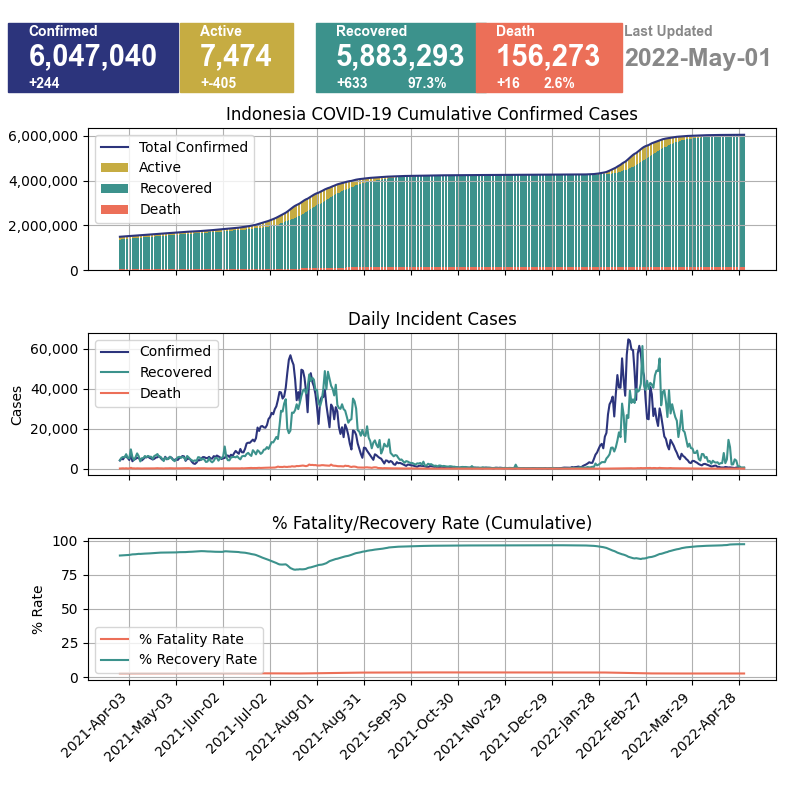 Confirmed
6,047,040
+244
Active
7,474
+-405
Recovered
5,883,293
+633 97.3%
Death
156,273
+16 2.6%
Last Updated
2022-May-01
Indonesia COVID-19 Cumulative Confirmed Cases
6,000,000
4,000,000
2,000,000
0
Total Confirmed
Active
Recovered
Death
Daily Incident Cases
Cases
60,000
40,000
20,000
0
Confirmed
Recovered
Death
% Fatality/Recovery Rate (Cumulative)
% Rate
100
75
50
25
0
% Fatality Rate
% Recovery Rate
2021-Apr-03
2021-May-03
2021-Jun-02
2021-Jul-02
2021-Aug-01
2021-Aug-31
2021-Sep-30
2021-Oct-30
2021-Nov-29
2021-Dec-29
2022-Jan-28
2022-Feb-27
2022-Mar-29
2022-Apr-28